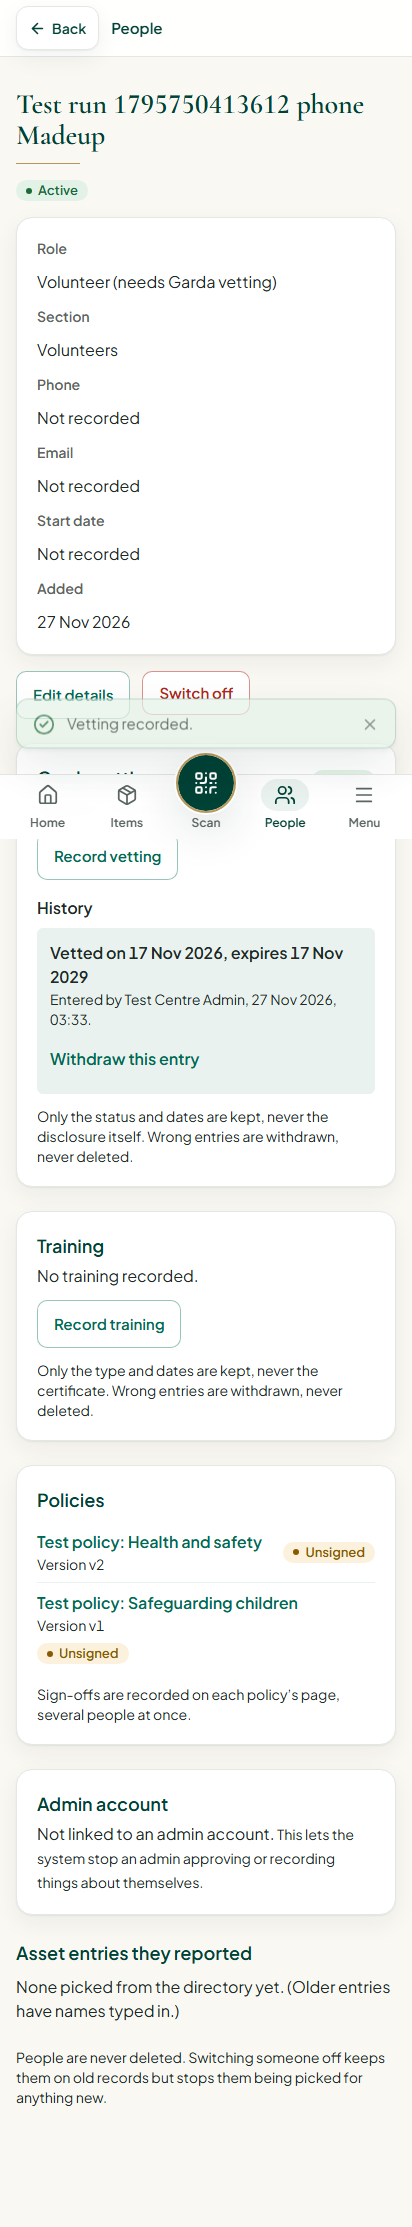 Back
People
Test run 1795750413612 phone
Madeup
Active
Role
Volunteer (needs Garda vetting)
Section
Volunteers
Phone
Not recorded
Email
Not recorded
Start date
Not recorded
Added
27 Nov 2026
Edit details
Switch off
Vetting recorded.
Home
Items
Scan
People
Menu
Record vetting
History
Vetted on 17 Nov 2026, expires 17 Nov
2029
Entered by Test Centre Admin, 27 Nov 2026,
03:33.
Withdraw this entry
Only the status and dates are kept, never the
disclosure itself. Wrong entries are withdrawn,
never deleted.
Training
No training recorded.
Record training
Only the type and dates are kept, never the
certificate. Wrong entries are withdrawn, never
deleted.
Policies
Test policy: Health and safety
Version v2
Unsigned
Test policy: Safeguarding children
Version v1
Unsigned
Sign-offs are recorded on each policy's page,
several people at once.
Admin account
Not linked to an admin account. This lets the
system stop an admin approving or recording
things about themselves.
Asset entries they reported
None picked from the directory yet. (Older entries
have names typed in.)
People are never deleted. Switching someone off keeps
them on old records but stops them being picked for
anything new.